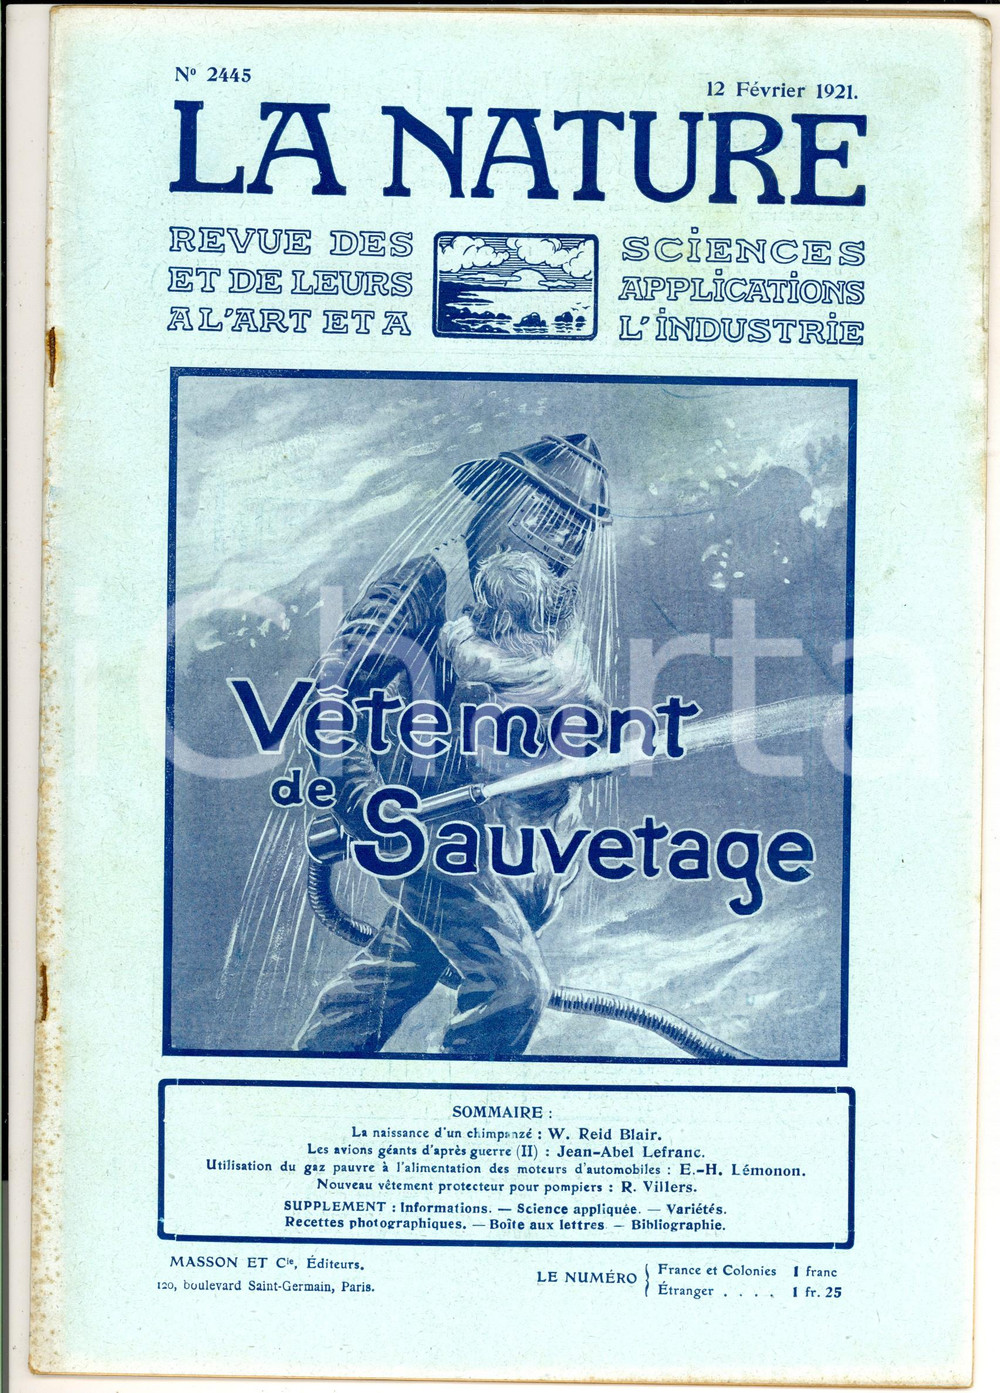 Nº 2445
12 Février 1921.
LA NATURE
REVUE DES SCIENCES
ET DE LEURS APPLICATIONS
A L'ART ET A L'INDUSTRIE
Vêtement
de Sauvetage
SOMMAIRE :
La naissance d'un chimpanzé : W. Reid Blair.
Les avions géants d'après guerre (II) : Jean-Abel Lefranc.
Utilisation du gaz pauvre à l'alimentation des moteurs d'automobiles : E.-H. Lémonon.
Nouveau vêtement protecteur pour pompiers : R. Villers.
SUPPLEMENT : Informations. — Science appliquée. — Variétés.
Recettes photographiques. — Boîte aux lettres — Bibliographie.
MASSON ET Cie, Éditeurs.
120, boulevard Saint-Germain, Paris.
LE NUMÉRO { France et Colonies 1 franc
Étranger . . . . 1 fr. 25